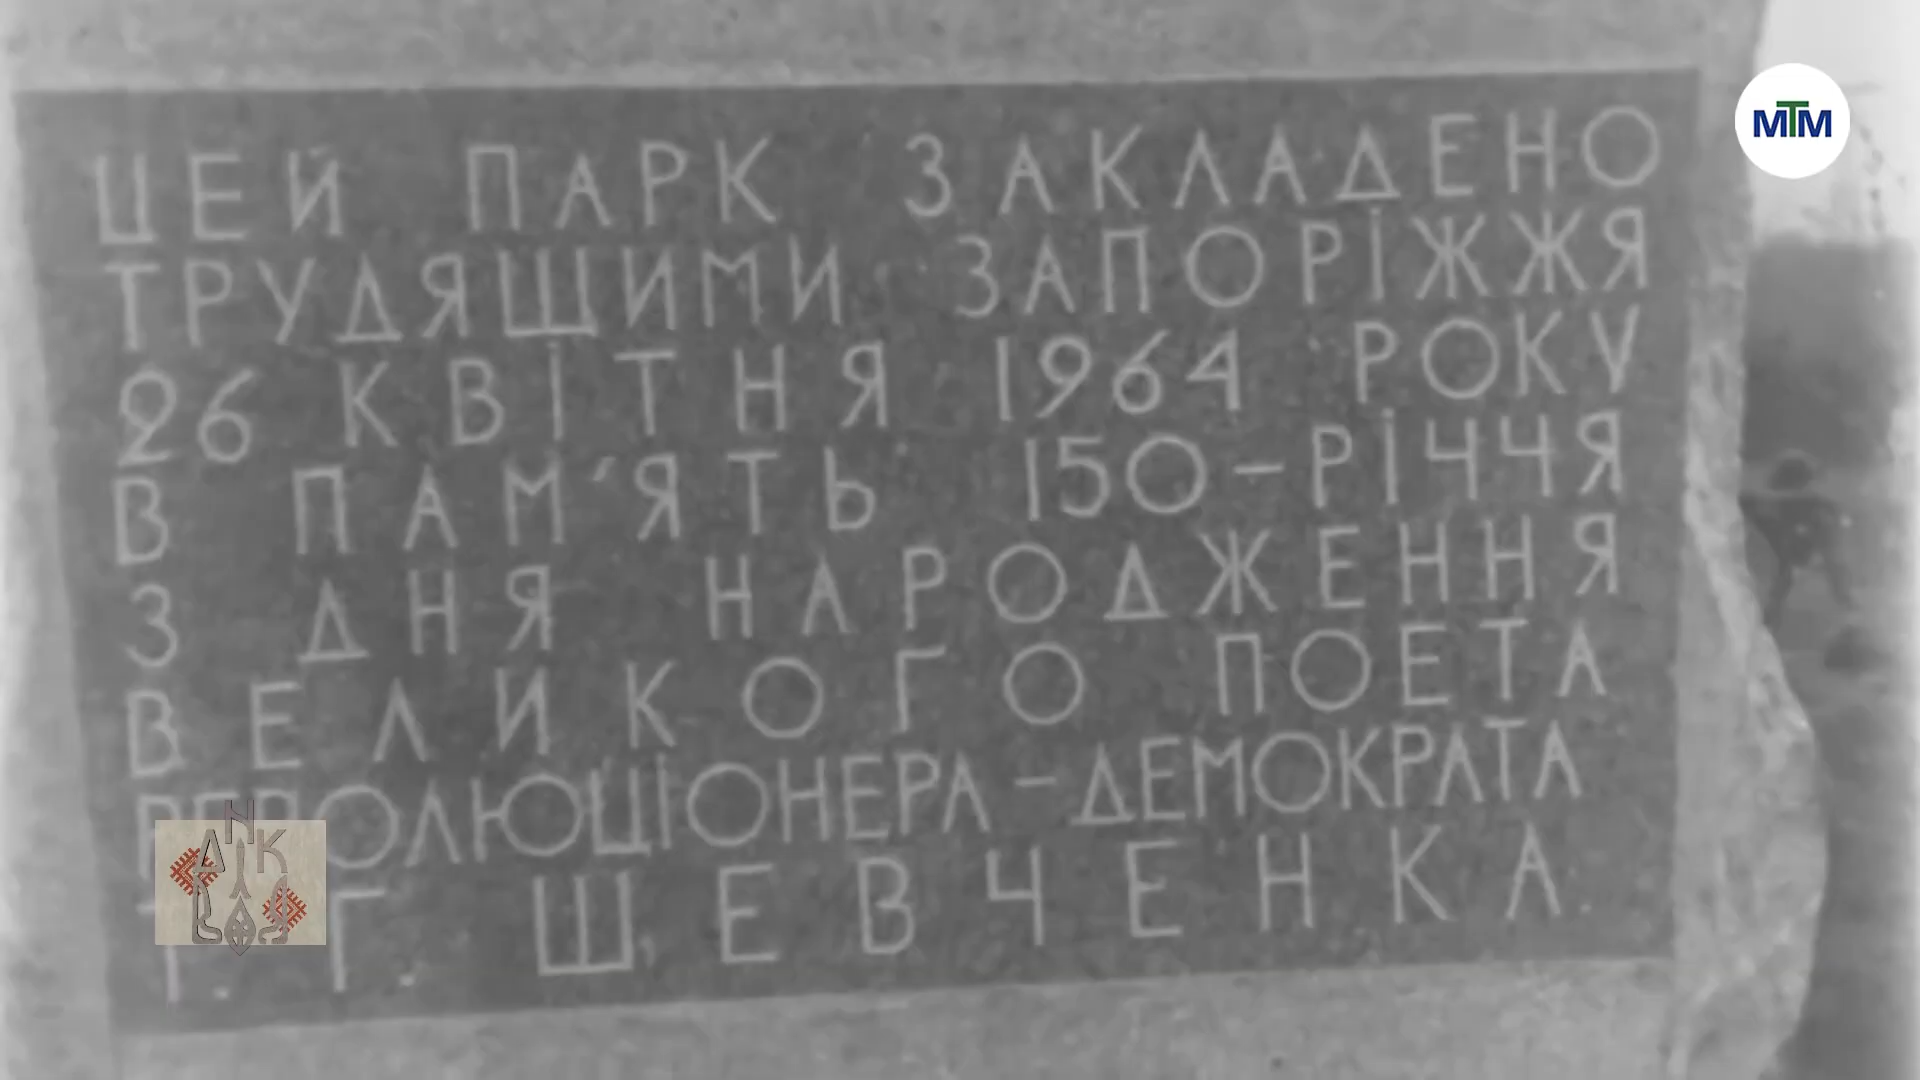 МТМ
ЦЕЙ ПАРК ЗАКЛАДЕНО
ТРУДЯЩИМИ ЗАПОРІЖЖЯ
26 КВІТНЯ 1964 РОКУ
В ПАМ'ЯТЬ 150-РІЧЧЯ
З ДНЯ НАРОДЖЕННЯ
ВЕЛИКОГО ПОЕТА
РЕВОЛЮЦІОНЕРА-ДЕМОКРАТА
Т. Г. ШЕВЧЕНКА